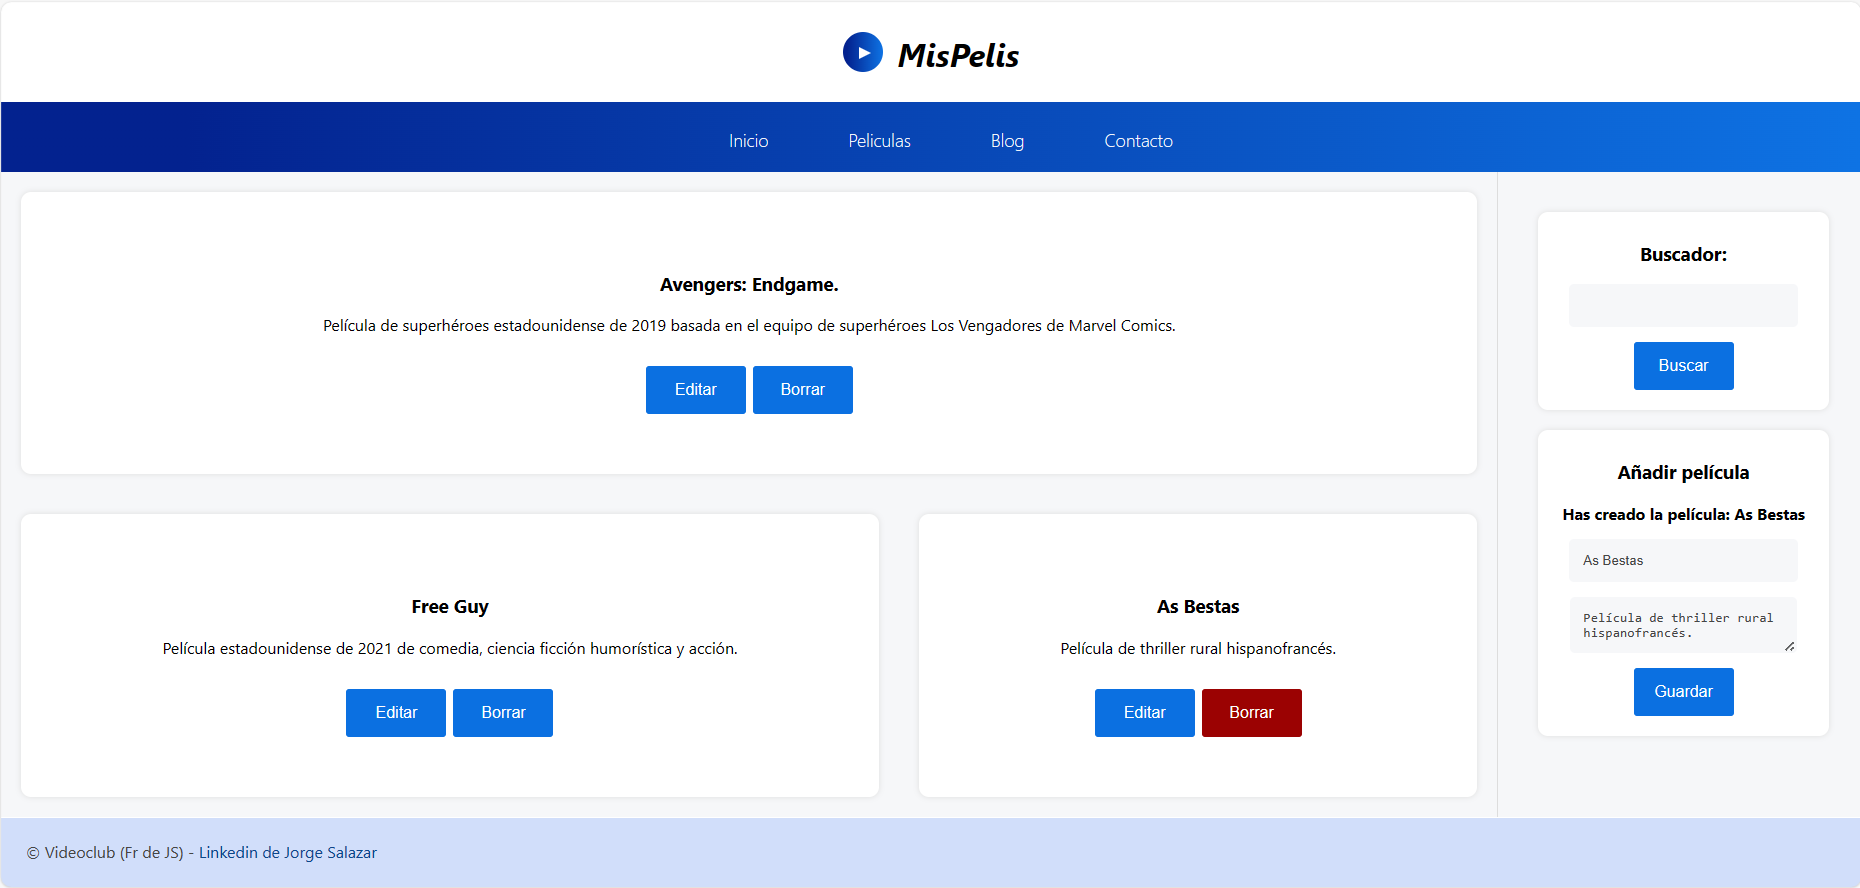 MisPelis
Inicio Peliculas Blog Contacto
Avengers: Endgame.
Película de superhéroes estadounidense de 2019 basada en el equipo de superhéroes Los Vengadores de Marvel Comics.
Editar Borrar
Free Guy
Película estadounidense de 2021 de comedia, ciencia ficción humorística y acción.
Editar Borrar
As Bestas
Película de thriller rural hispanofrancés.
Editar Borrar
Buscador:
Buscar
Añadir película
Has creado la película: As Bestas
As Bestas
Película de thriller rural
hispanofrancés.
Guardar
© Videoclub (Fr de JS) - Linkedin de Jorge Salazar